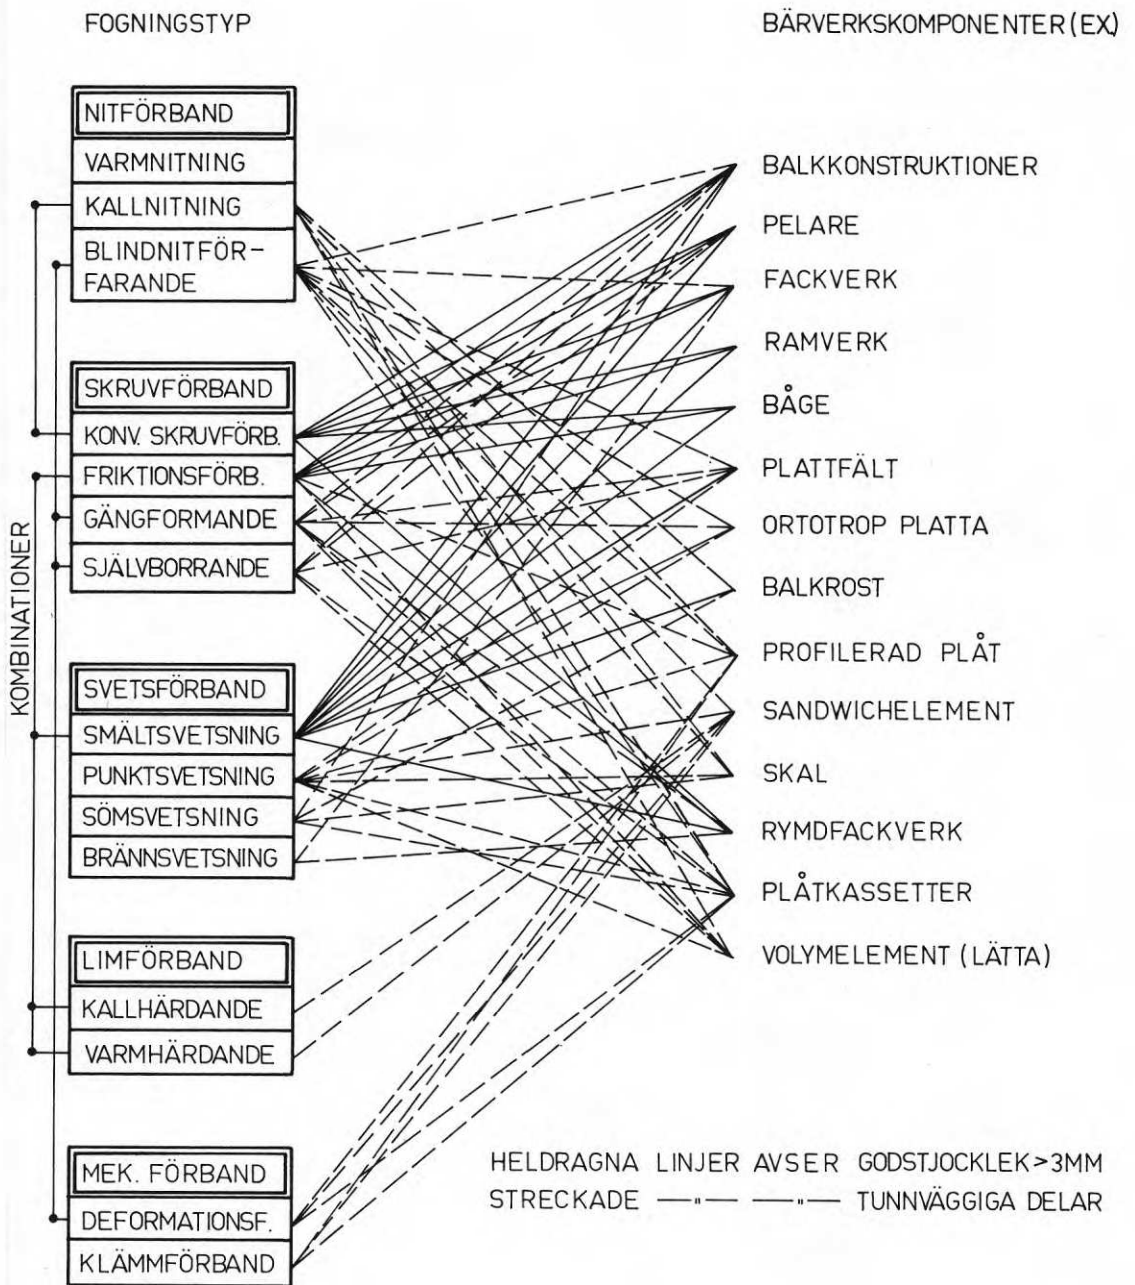 FOGNINGSTYP
NITFÖRBAND
VARMNITNING
KALLNITNING
BLINDNITFÖR-
FARANDE
SKRUVFÖRBAND
KONV. SKRUVFÖRB.
FRIKTIONSFÖRB.
GÄNGFORMANDE
SJÄLVBORRANDE
SVETSFÖRBAND
SMÄLTSVETSNING
PUNKTSVETSNING
SÖMSVETSNING
BRÄNNSVETSNING
LIMFÖRBAND
KALLHÄRDANDE
VARMHÄRDANDE
MEK. FÖRBAND
DEFORMATIONSF.
KLÄMMFÖRBAND
KOMBINATIONER
BÄRVERKSKOMPONENTER (EX.)
BALKKONSTRUKTIONER
PELARE
FACKVERK
RAMVERK
BÅGE
PLATTFÄLT
ORTOTROP PLATTA
BALKROST
PROFILERAD PLÅT
SANDWICHELEMENT
SKAL
RYMDFACKVERK
PLÅTKASSETTER
VOLYMELEMENT (LÄTTA)
HELDRAGNA LINJER AVSER GODSTJOCKLEK > 3MM
STRECKADE —"— —"— TUNNVÄGGIGA DELAR